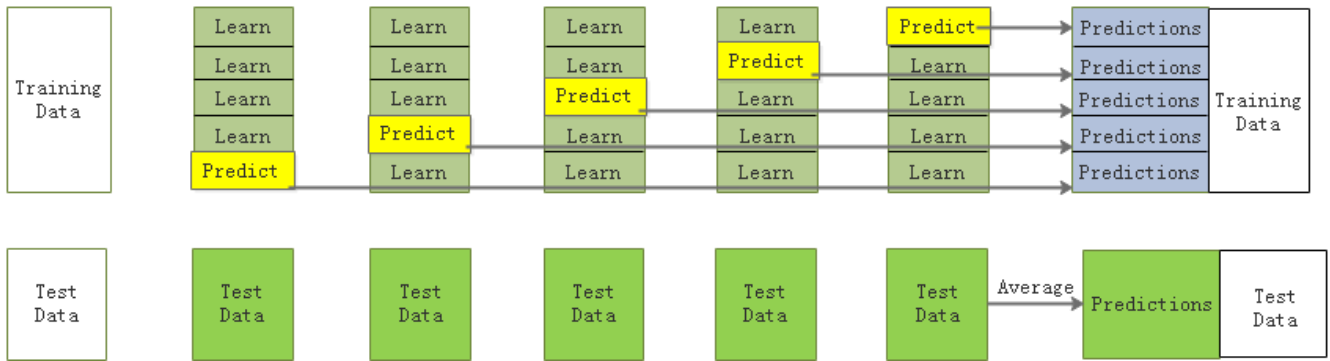 Learn Learn Learn Learn Predict Predictions
Learn Learn Learn Predict Learn Predictions
Training
Data
Learn Learn Predict Learn Learn Predictions
Training
Data
Learn Predict Learn Learn Learn Predictions
Predict Learn Learn Learn Learn Predictions
Test
Data
Test
Data
Test
Data
Test
Data
Test
Data
Test
Data
Average
Predictions
Test
Data